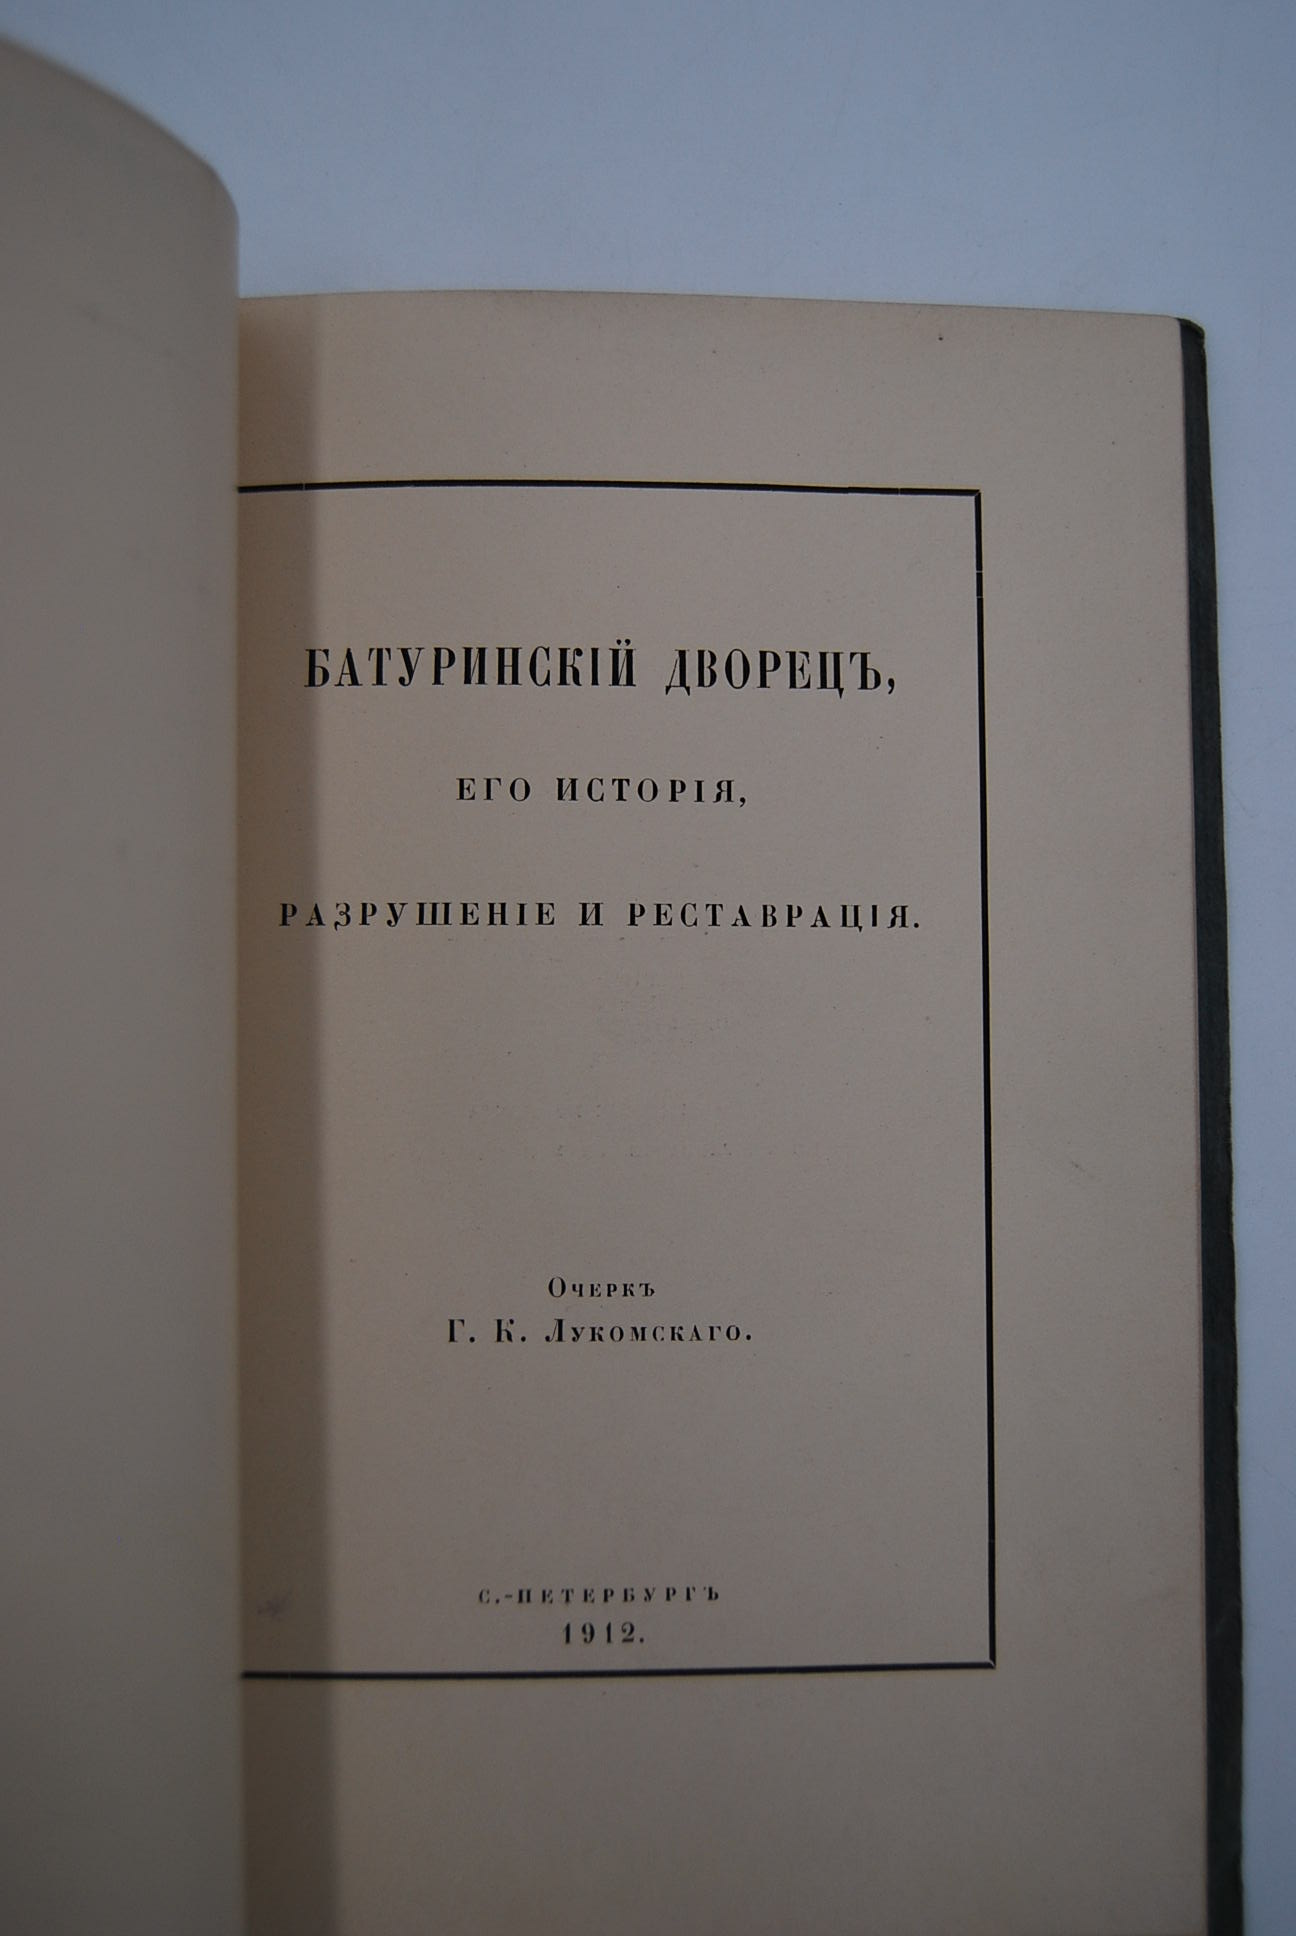 БАТУРИНСКІЙ ДВОРЕЦЪ,
ЕГО ИСТОРІЯ,
РАЗРУШЕНІЕ И РЕСТАВРАЦІЯ.
Очеркъ
Г. К. Лукомскаго.
С.-ПЕТЕРБУРГЪ
1912.